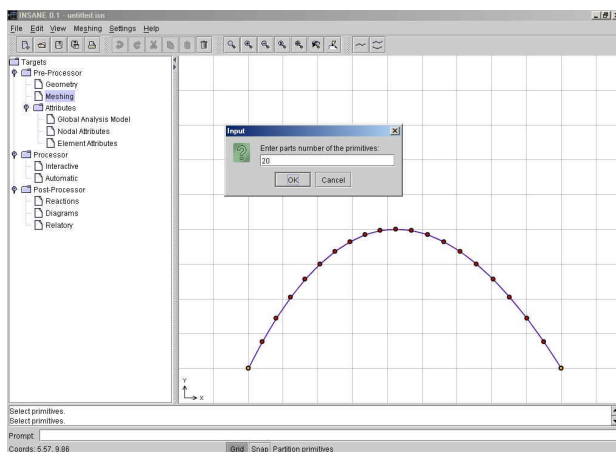 INSANE 0.1 - untitled.isn
File Edit View Meshing Settings Help
Targets
Pre-Processor
Geometry
Meshing
Attributes
Global Analysis Model
Nodal Attributes
Element Attributes
Processor
Interactive
Automatic
Post-Processor
Reactions
Diagrams
Relatory
Input
Enter parts number of the primitives:
20
OK Cancel
Y
X
Select primitives.
Select primitives.
Prompt
Coords: 5.57, 9.86 Grid Snap Partition primitives